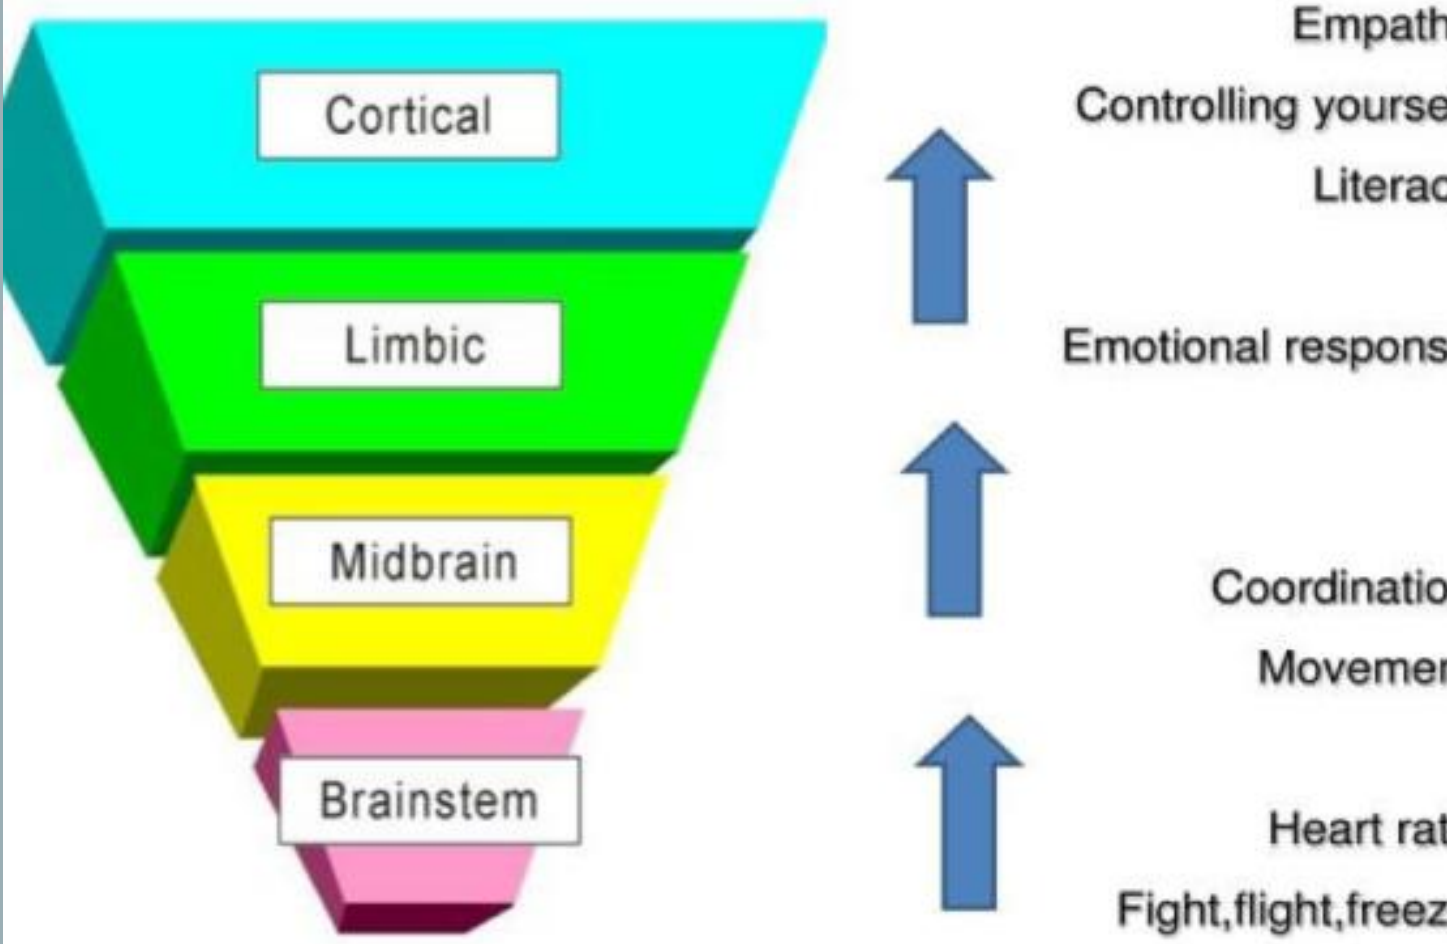 Empath
Cortical
Controlling yourse
Literac
Limbic
Emotional respons
Midbrain
Coordinatio
Movemer
Brainstem
Heart rat
Fight,flight,freez